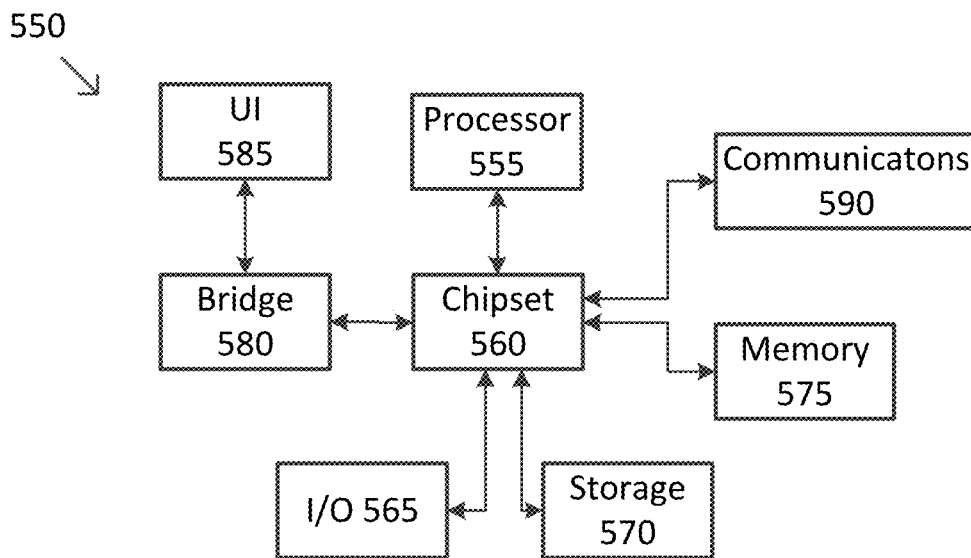 550
UI
585
Processor
555
Communicatons
590
Bridge
580
Chipset
560
Memory
575
I/O 565
Storage
570